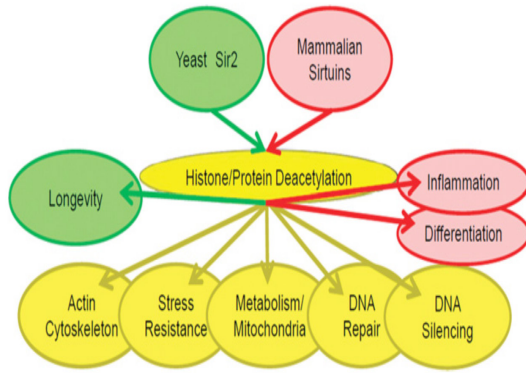 Yeast Sir2
Mammalian
Sirtuins
Histone/Protein Deacetylation
Longevity
Inflammation
Differentiation
Actin
Cytoskeleton
Stress
Resistance
Metabolism/
Mitochondria
DNA
Repair
DNA
Silencing